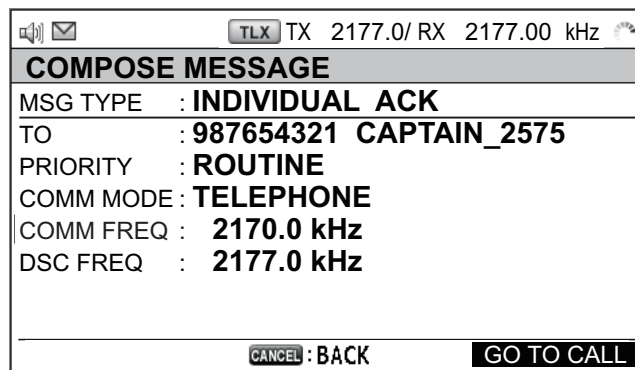 TLX TX 2177.0/ RX 2177.00 kHz
COMPOSE MESSAGE
MSG TYPE : INDIVIDUAL ACK
TO : 987654321 CAPTAIN_2575
PRIORITY : ROUTINE
COMM MODE : TELEPHONE
COMM FREQ : 2170.0 kHz
DSC FREQ : 2177.0 kHz
CANCEL : BACK GO TO CALL